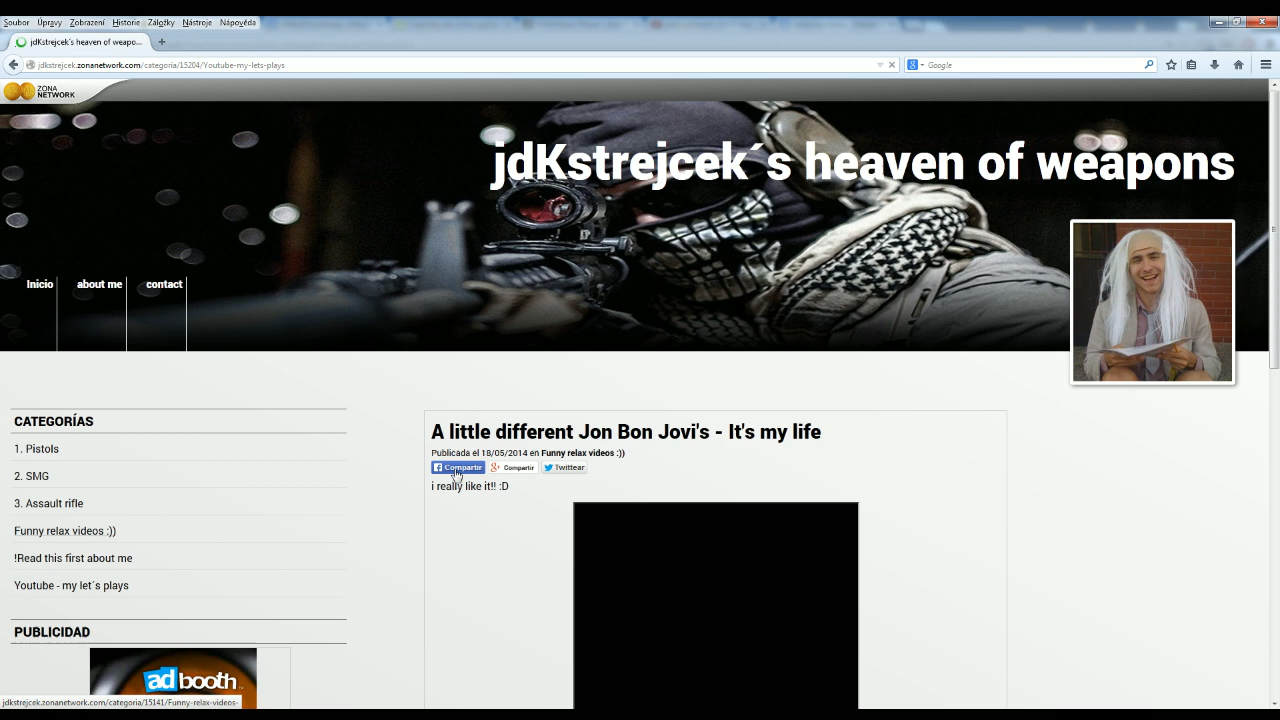 Soubor Úpravy Zobrazení Historie Záložky Nástroje Nápověda
jdKstrejcek´s heaven of weapo...
jdkstrejcek.zonanetwork.com/categoria/15204/Youtube-my-lets-plays
Google
ZONA
NETWORK
jdKstrejcek´s heaven of weapons
Inicio about me contact
CATEGORÍAS
1. Pistols
2. SMG
3. Assault rifle
Funny relax videos :))
!Read this first about me
Youtube - my let´s plays
PUBLICIDAD
adbooth
A little different Jon Bon Jovi's - It's my life
Publicada el 18/05/2014 en Funny relax videos :))
Compartir Compartir Twittear
i really like it!! :D
jdkstrejcek.zonanetwork.com/categoria/15141/Funny-relax-videos-